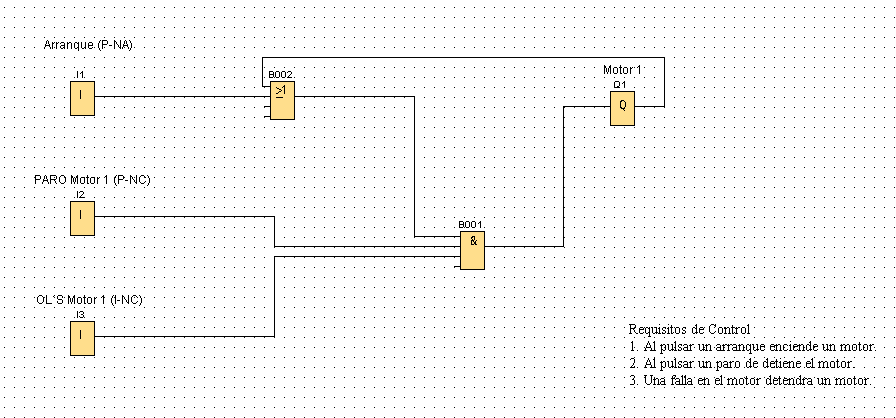 Arranque (P-NA)
I1
I
B002
≥1
Motor 1
Q1
Q
PARO Motor 1 (P-NC)
I2
I
B001
&
OL´S Motor 1 (I-NC)
I3
I
Requisitos de Control
1. Al pulsar un arranque enciende un motor.
2. Al pulsar un paro de detiene el motor.
3. Una falla en el motor detendra un motor.